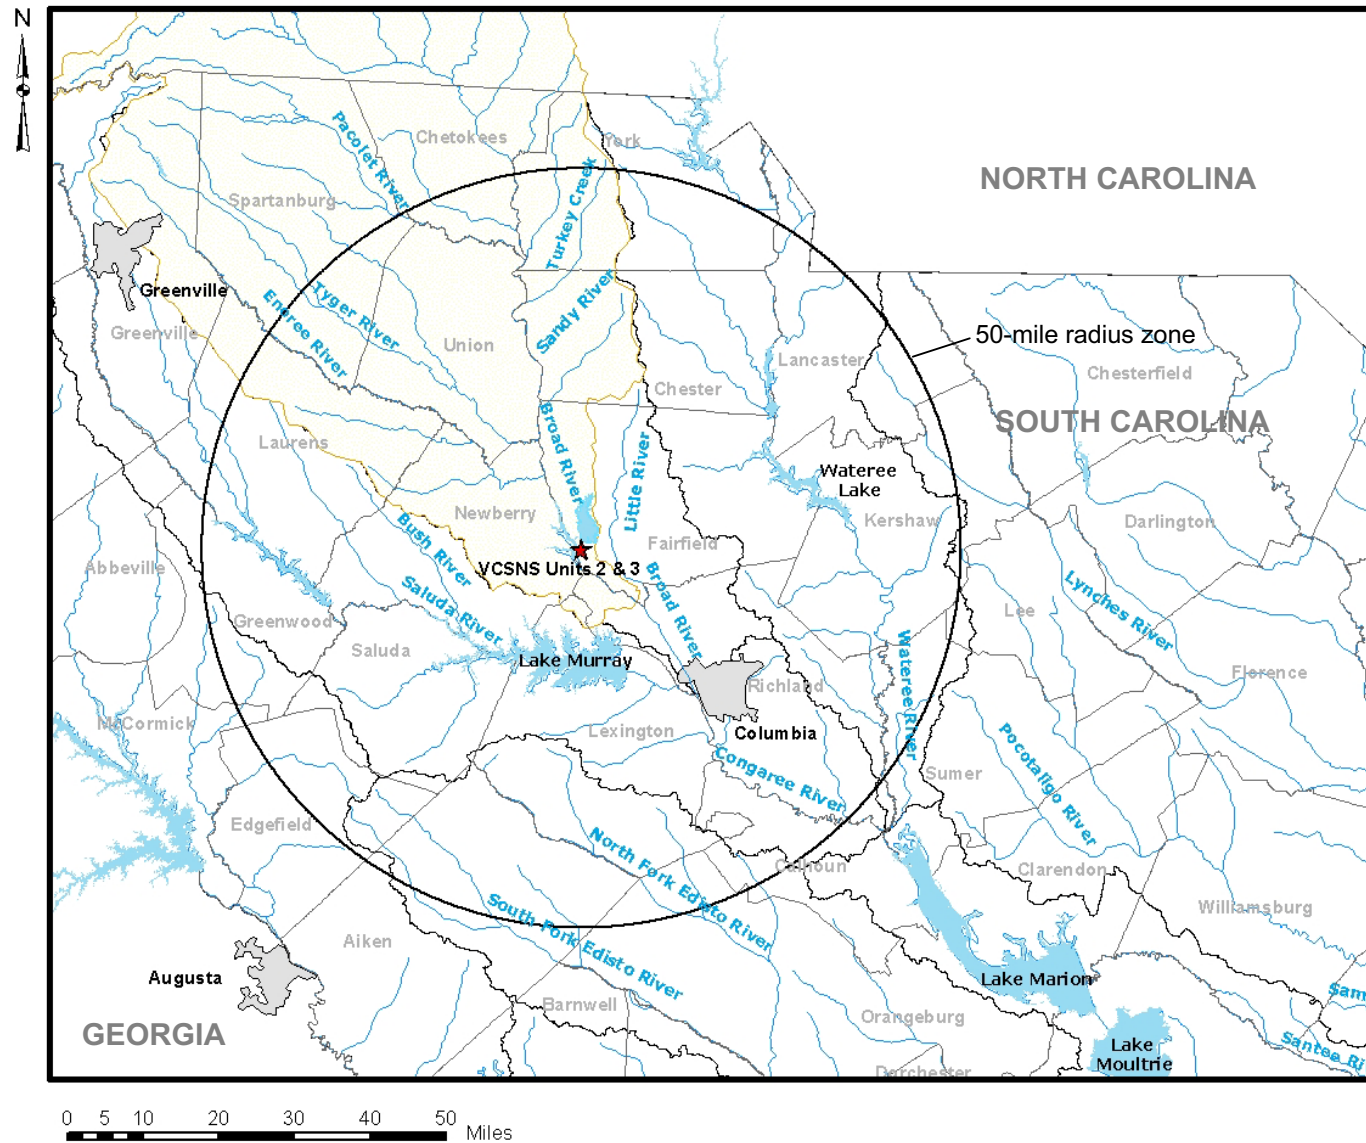 N
Pacolet River
Chetokees
York
NORTH CAROLINA
Spartanburg
Turkey Creek
Greenville
Enoree River
Tyger River
Sandy River
Greenville
Union
50-mile radius zone
Lancaster
Chesterfield
Chester
SOUTH CAROLINA
Laurens
Broad River
Little River
Wateree
Lake
Newberry
Kershaw
Darlington
Bush River
Fairfield
Abbeville
VCSNS Units 2 & 3
Saluda River
Broad River
Lee
Lynches River
Greenwood
Saluda
Lake Murray
Wateree River
Richland
Florence
McCormick
Lexington
Columbia
Pocotaligo River
Congaree River
Sumer
Edgefield
North Fork Edisto River
Calhoun
Clarendon
South Fork Edisto River
Williamsburg
Aiken
Augusta
Lake Marion
Sam
Barnwell
Orangeburg
GEORGIA
Santee Ri
Lake
Moultrie
Dorchester
0 5 10 20 30 40 50
Miles